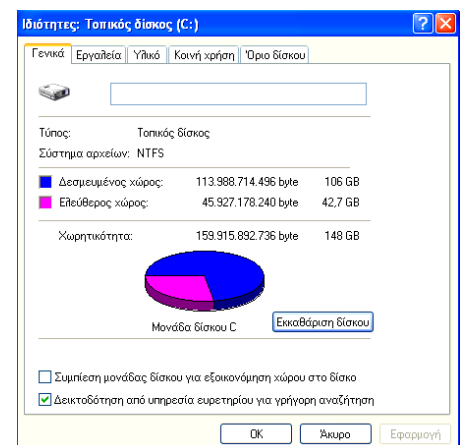 Ιδιότητες: Τοπικός δίσκος (C:)
Γενικά Εργαλεία Υλικό Κοινή χρήση Όριο δίσκου
Τύπος: Τοπικός δίσκος
Σύστημα αρχείων: NTFS
Δεσμευμένος χώρος: 113.988.714.496 byte 106 GB
Ελεύθερος χώρος: 45.927.178.240 byte 42,7 GB
Χωρητικότητα: 159.915.892.736 byte 148 GB
Μονάδα δίσκου C Εκκαθάριση δίσκου
Συμπίεση μονάδας δίσκου για εξοικονόμηση χώρου στο δίσκο
Δεικτοδότηση από υπηρεσία ευρετηρίου για γρήγορη αναζήτηση
OK Άκυρο Εφαρμογή